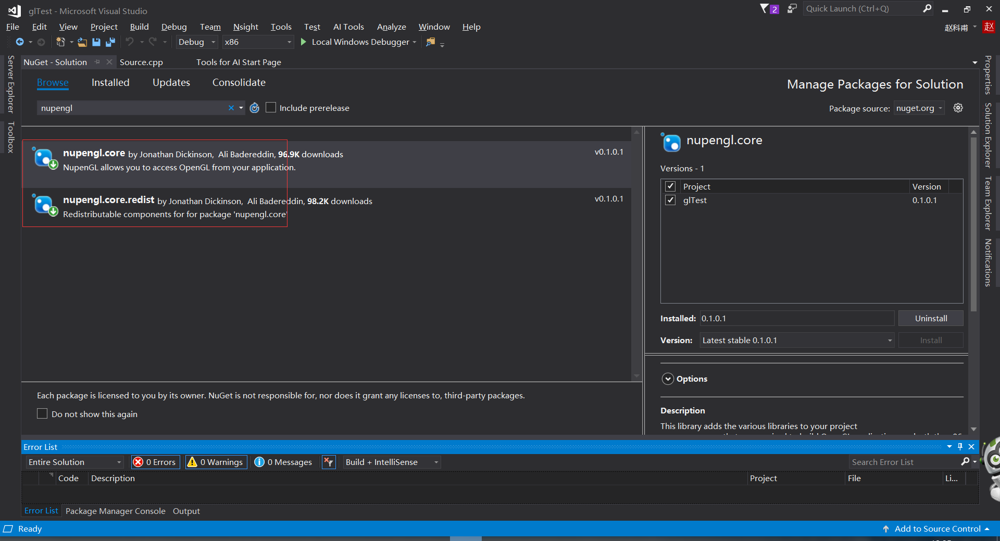 glTest - Microsoft Visual Studio
2
Quick Launch (Ctrl+Q)
File Edit View Project Build Debug Team Nsight Tools Test AI Tools Analyze Window Help
赵科甫 赵
Debug x86 Local Windows Debugger
Server Explorer
Toolbox
NuGet - Solution Source.cpp Tools for AI Start Page
Browse Installed Updates Consolidate
Manage Packages for Solution
nupengl Include prerelease
Package source: nuget.org
nupengl.core by Jonathan Dickinson, Ali Badereddin, 96.9K downloads v0.1.0.1
NupenGL allows you to access OpenGL from your application.
nupengl.core.redist by Jonathan Dickinson, Ali Badereddin, 98.2K downloads v0.1.0.1
Redistributable components for for package 'nupengl.core'
Each package is licensed to you by its owner. NuGet is not responsible for, nor does it grant any licenses to, third-party packages.
Do not show this again
nupengl.core
Versions - 1
Project Version
glTest 0.1.0.1
Installed: 0.1.0.1 Uninstall
Version: Latest stable 0.1.0.1 Install
Options
Description
This library adds the various libraries to your project
Properties
Solution Explorer
Team Explorer
Notifications
Error List
Entire Solution 0 Errors 0 Warnings 0 Messages Build + IntelliSense Search Error List
Code Description Project File Li...
Error List Package Manager Console Output
Ready Add to Source Control